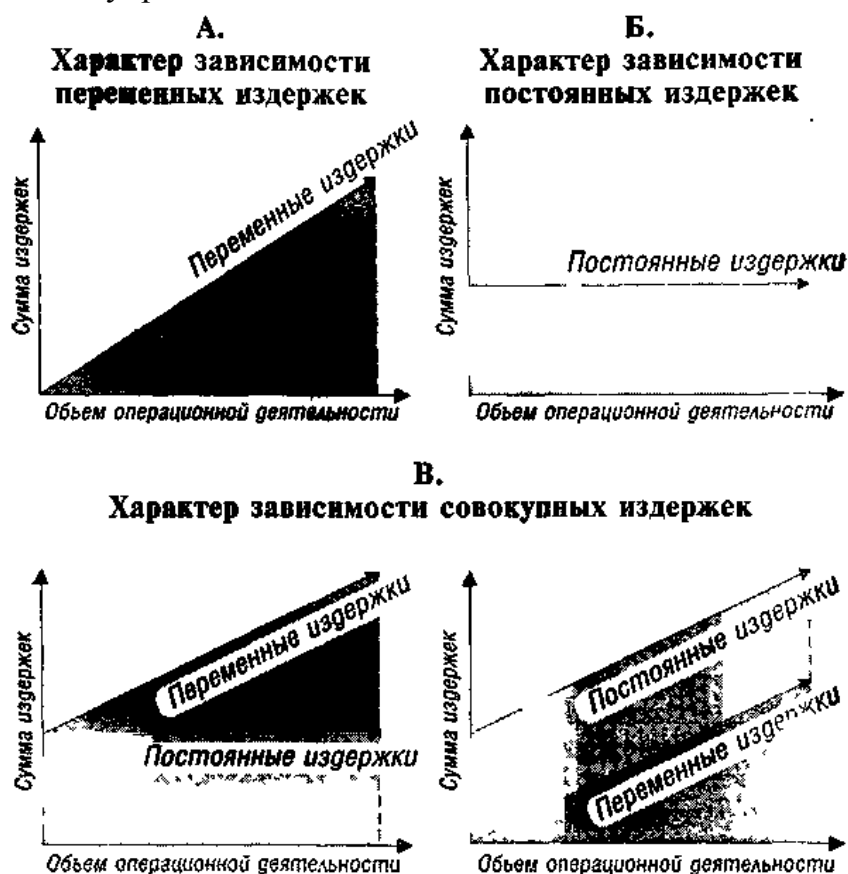 А.
Характер зависимости
переменных издержек
Сумма издержек
Переменные издержки
Объем операционной деятельности
Б.
Характер зависимости
постоянных издержек
Сумма издержек
Постоянные издержки
Объем операционной деятельности
В.
Характер зависимости совокупных издержек
Сумма издержек
Переменные издержки
Постоянные издержки
Объем операционной деятельности
Сумма издержек
Постоянные издержки
Переменные издержки
Объем операционной деятельности